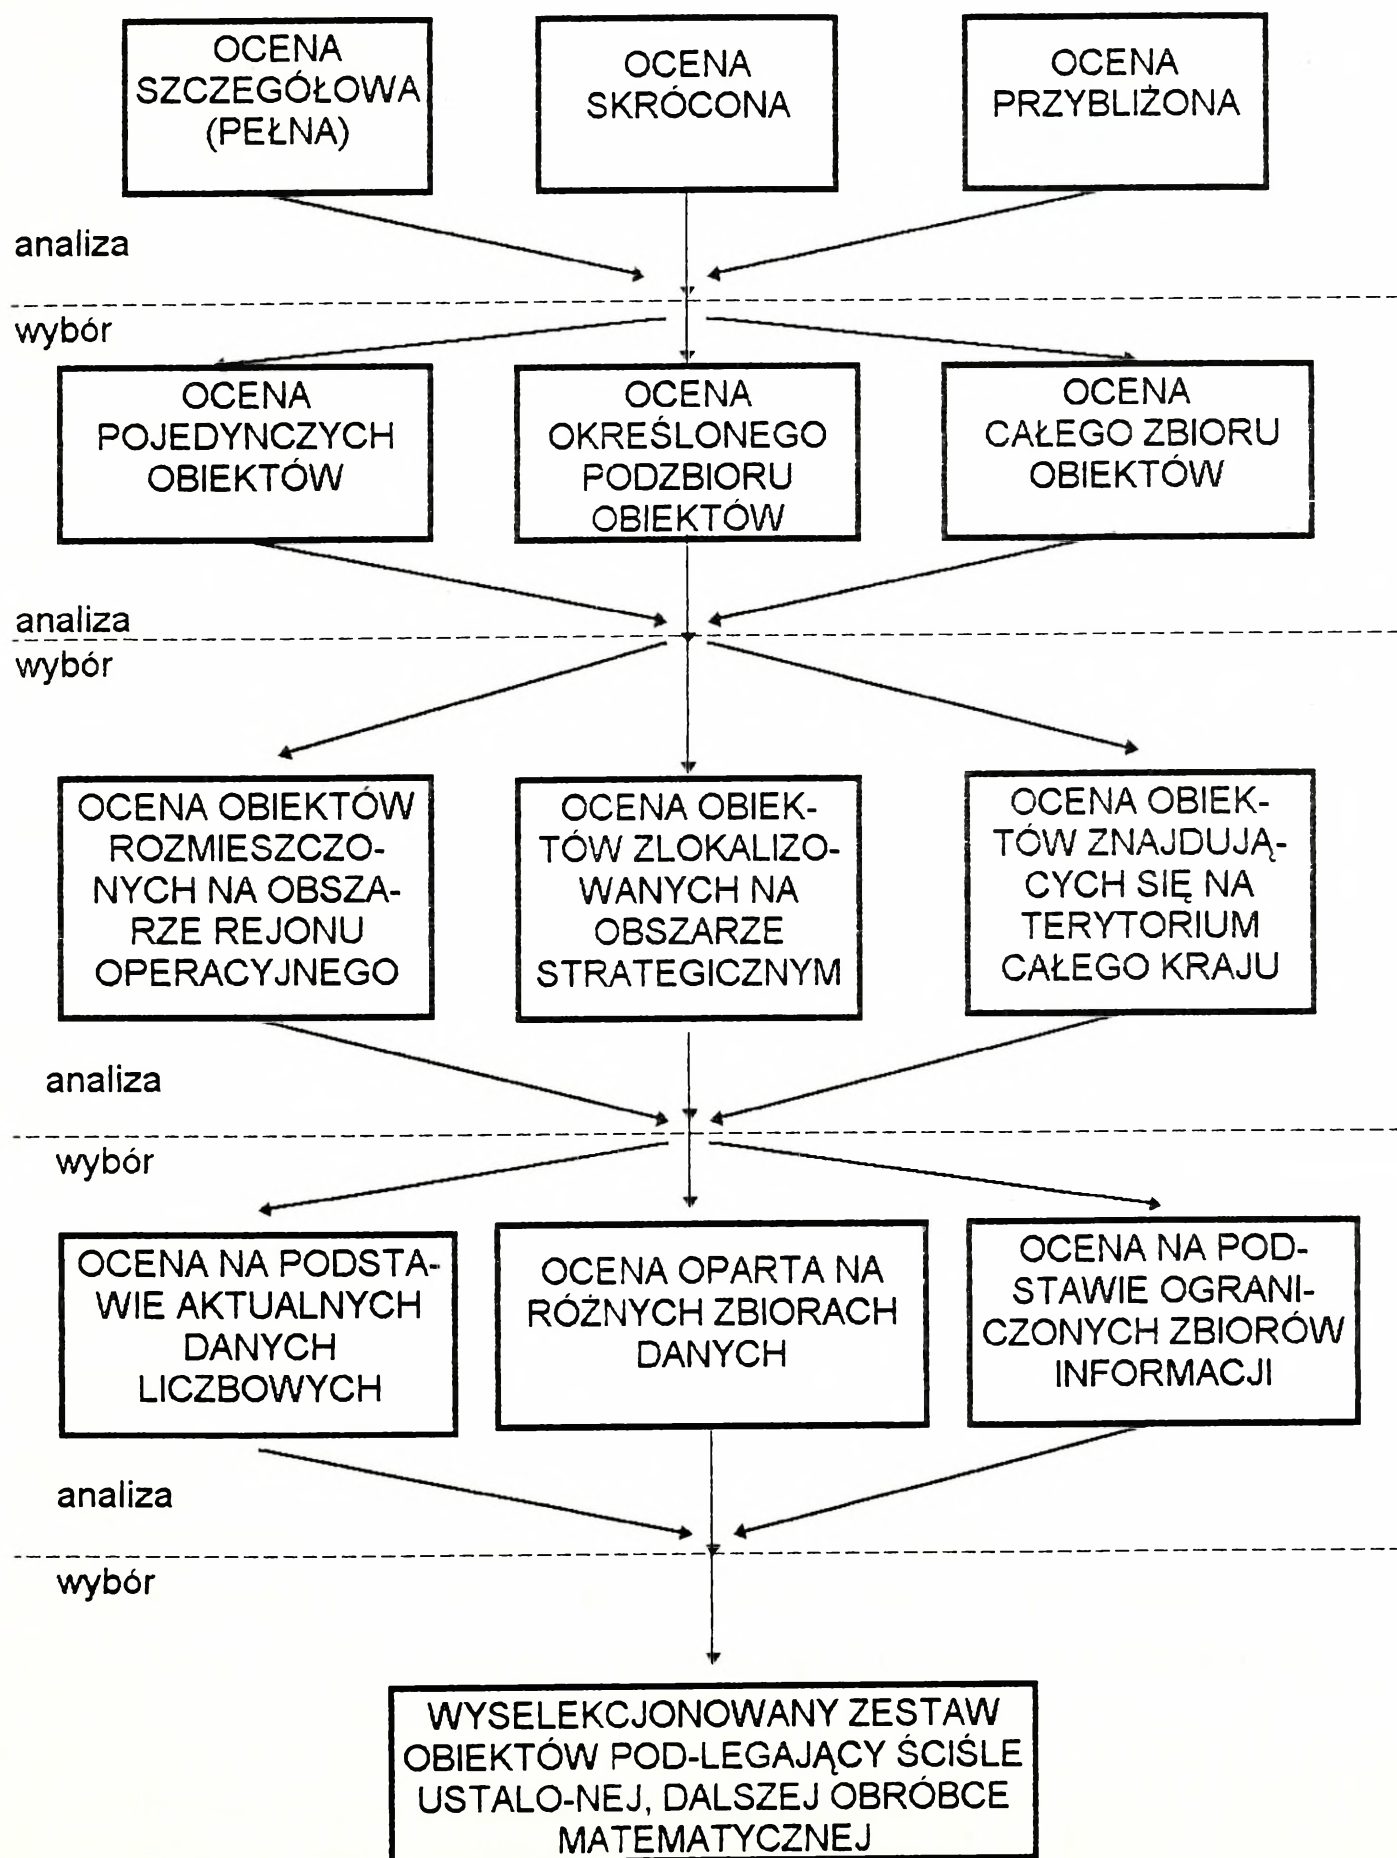 OCENA
SZCZEGÓŁOWA
(PEŁNA)
OCENA
SKRÓCONA
OCENA
PRZYBLIŻONA
analiza
wybór
OCENA
POJEDYNCZYCH
OBIEKTÓW
OCENA
OKREŚLONEGO
PODZBIORU
OBIEKTÓW
OCENA
CAŁEGO ZBIORU
OBIEKTÓW
analiza
wybór
OCENA OBIEKTÓW
ROZMIESZCZO-
NYCH NA OBSZA-
RZE REJONU
OPERACYJNEGO
OCENA OBIEK-
TÓW ZLOKALIZO-
WANYCH NA
OBSZARZE
STRATEGICZNYM
OCENA OBIEK-
TÓW ZNAJDUJĄ-
CYCH SIĘ NA
TERYTORIUM
CAŁEGO KRAJU
analiza
wybór
OCENA NA PODSTA-
WIE AKTUALNYCH
DANYCH
LICZBOWYCH
OCENA OPARTA NA
RÓŻNYCH ZBIORACH
DANYCH
OCENA NA POD-
STAWIE OGRANI-
CZONYCH ZBIORÓW
INFORMACJI
analiza
wybór
WYSELEKCJONOWANY ZESTAW
OBIEKTÓW POD-LEGAJĄCY ŚCIŚLE
USTALO-NEJ, DALSZEJ OBRÓBCE
MATEMATYCZNEJ